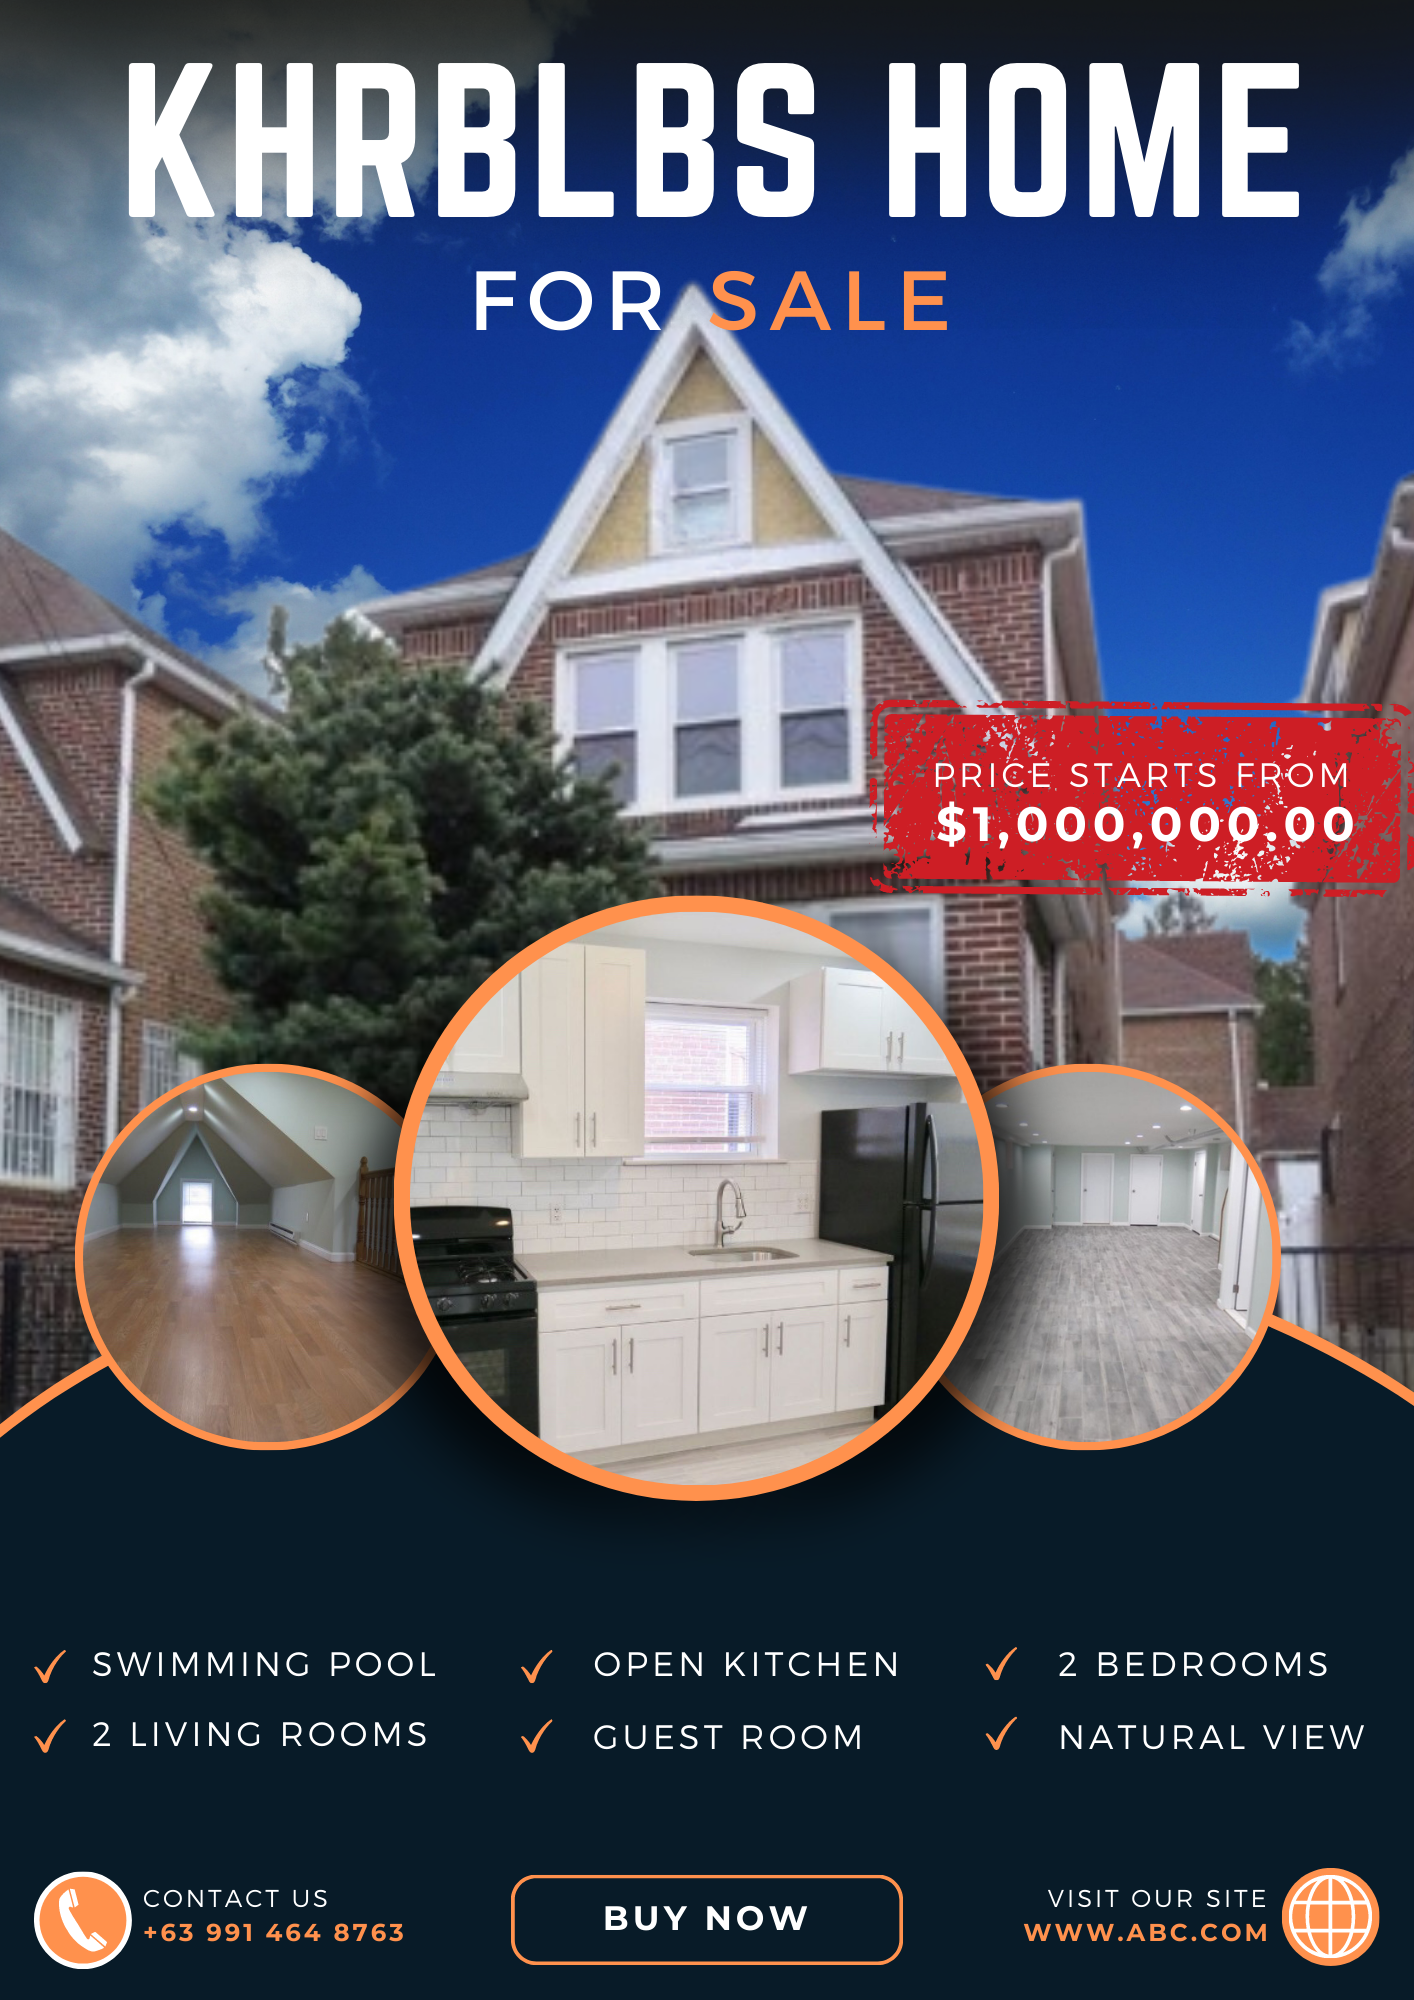 KHRBLBS HOME
FOR SALE
PRICE STARTS FROM
$1,000,000.00
SWIMMING POOL
OPEN KITCHEN
2 BEDROOMS
2 LIVING ROOMS
GUEST ROOM
NATURAL VIEW
CONTACT US
+63 991 464 8763
BUY NOW
VISIT OUR SITE
WWW.ABC.COM